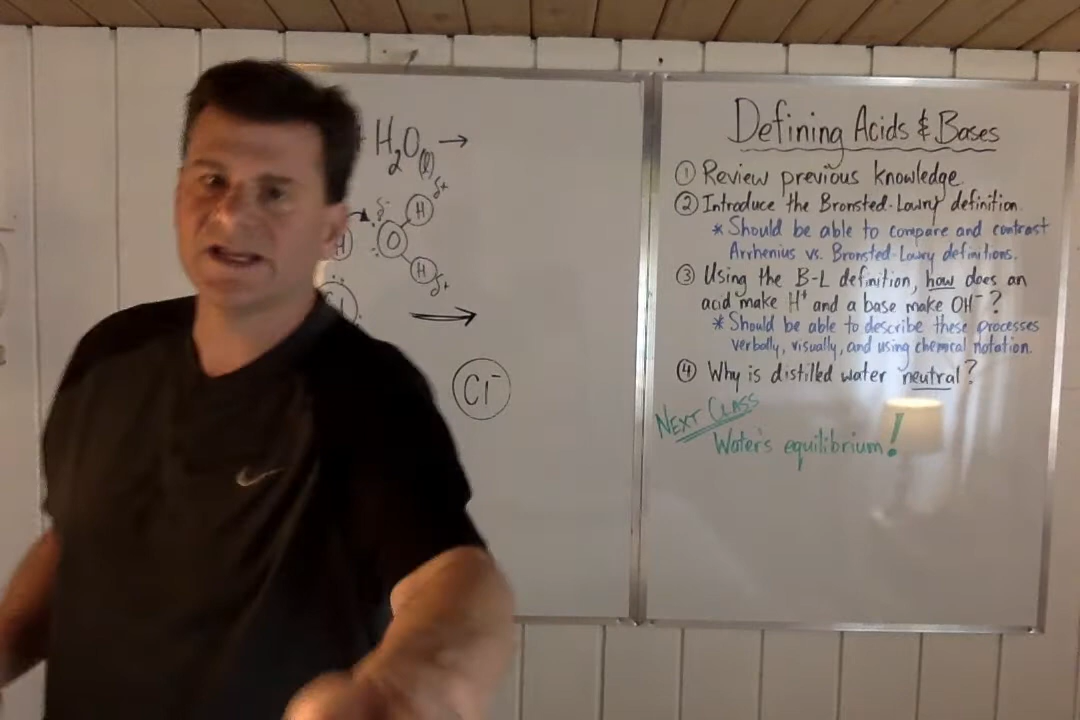 H₂O(l) →
δ+
δ⁻ H
H O
H δ+
Cl⁻
Defining Acids & Bases
① Review previous knowledge.
② Introduce the Bronsted-Lowry definition.
* Should be able to compare and contrast
Arrhenius vs. Bronsted-Lowry definitions.
③ Using the B-L definition, how does an
acid make H⁺ and a base make OH⁻?
* Should be able to describe these processes
verbally, visually, and using chemical notation.
④ Why is distilled water neutral?
NEXT CLASS
Water's equilibrium!